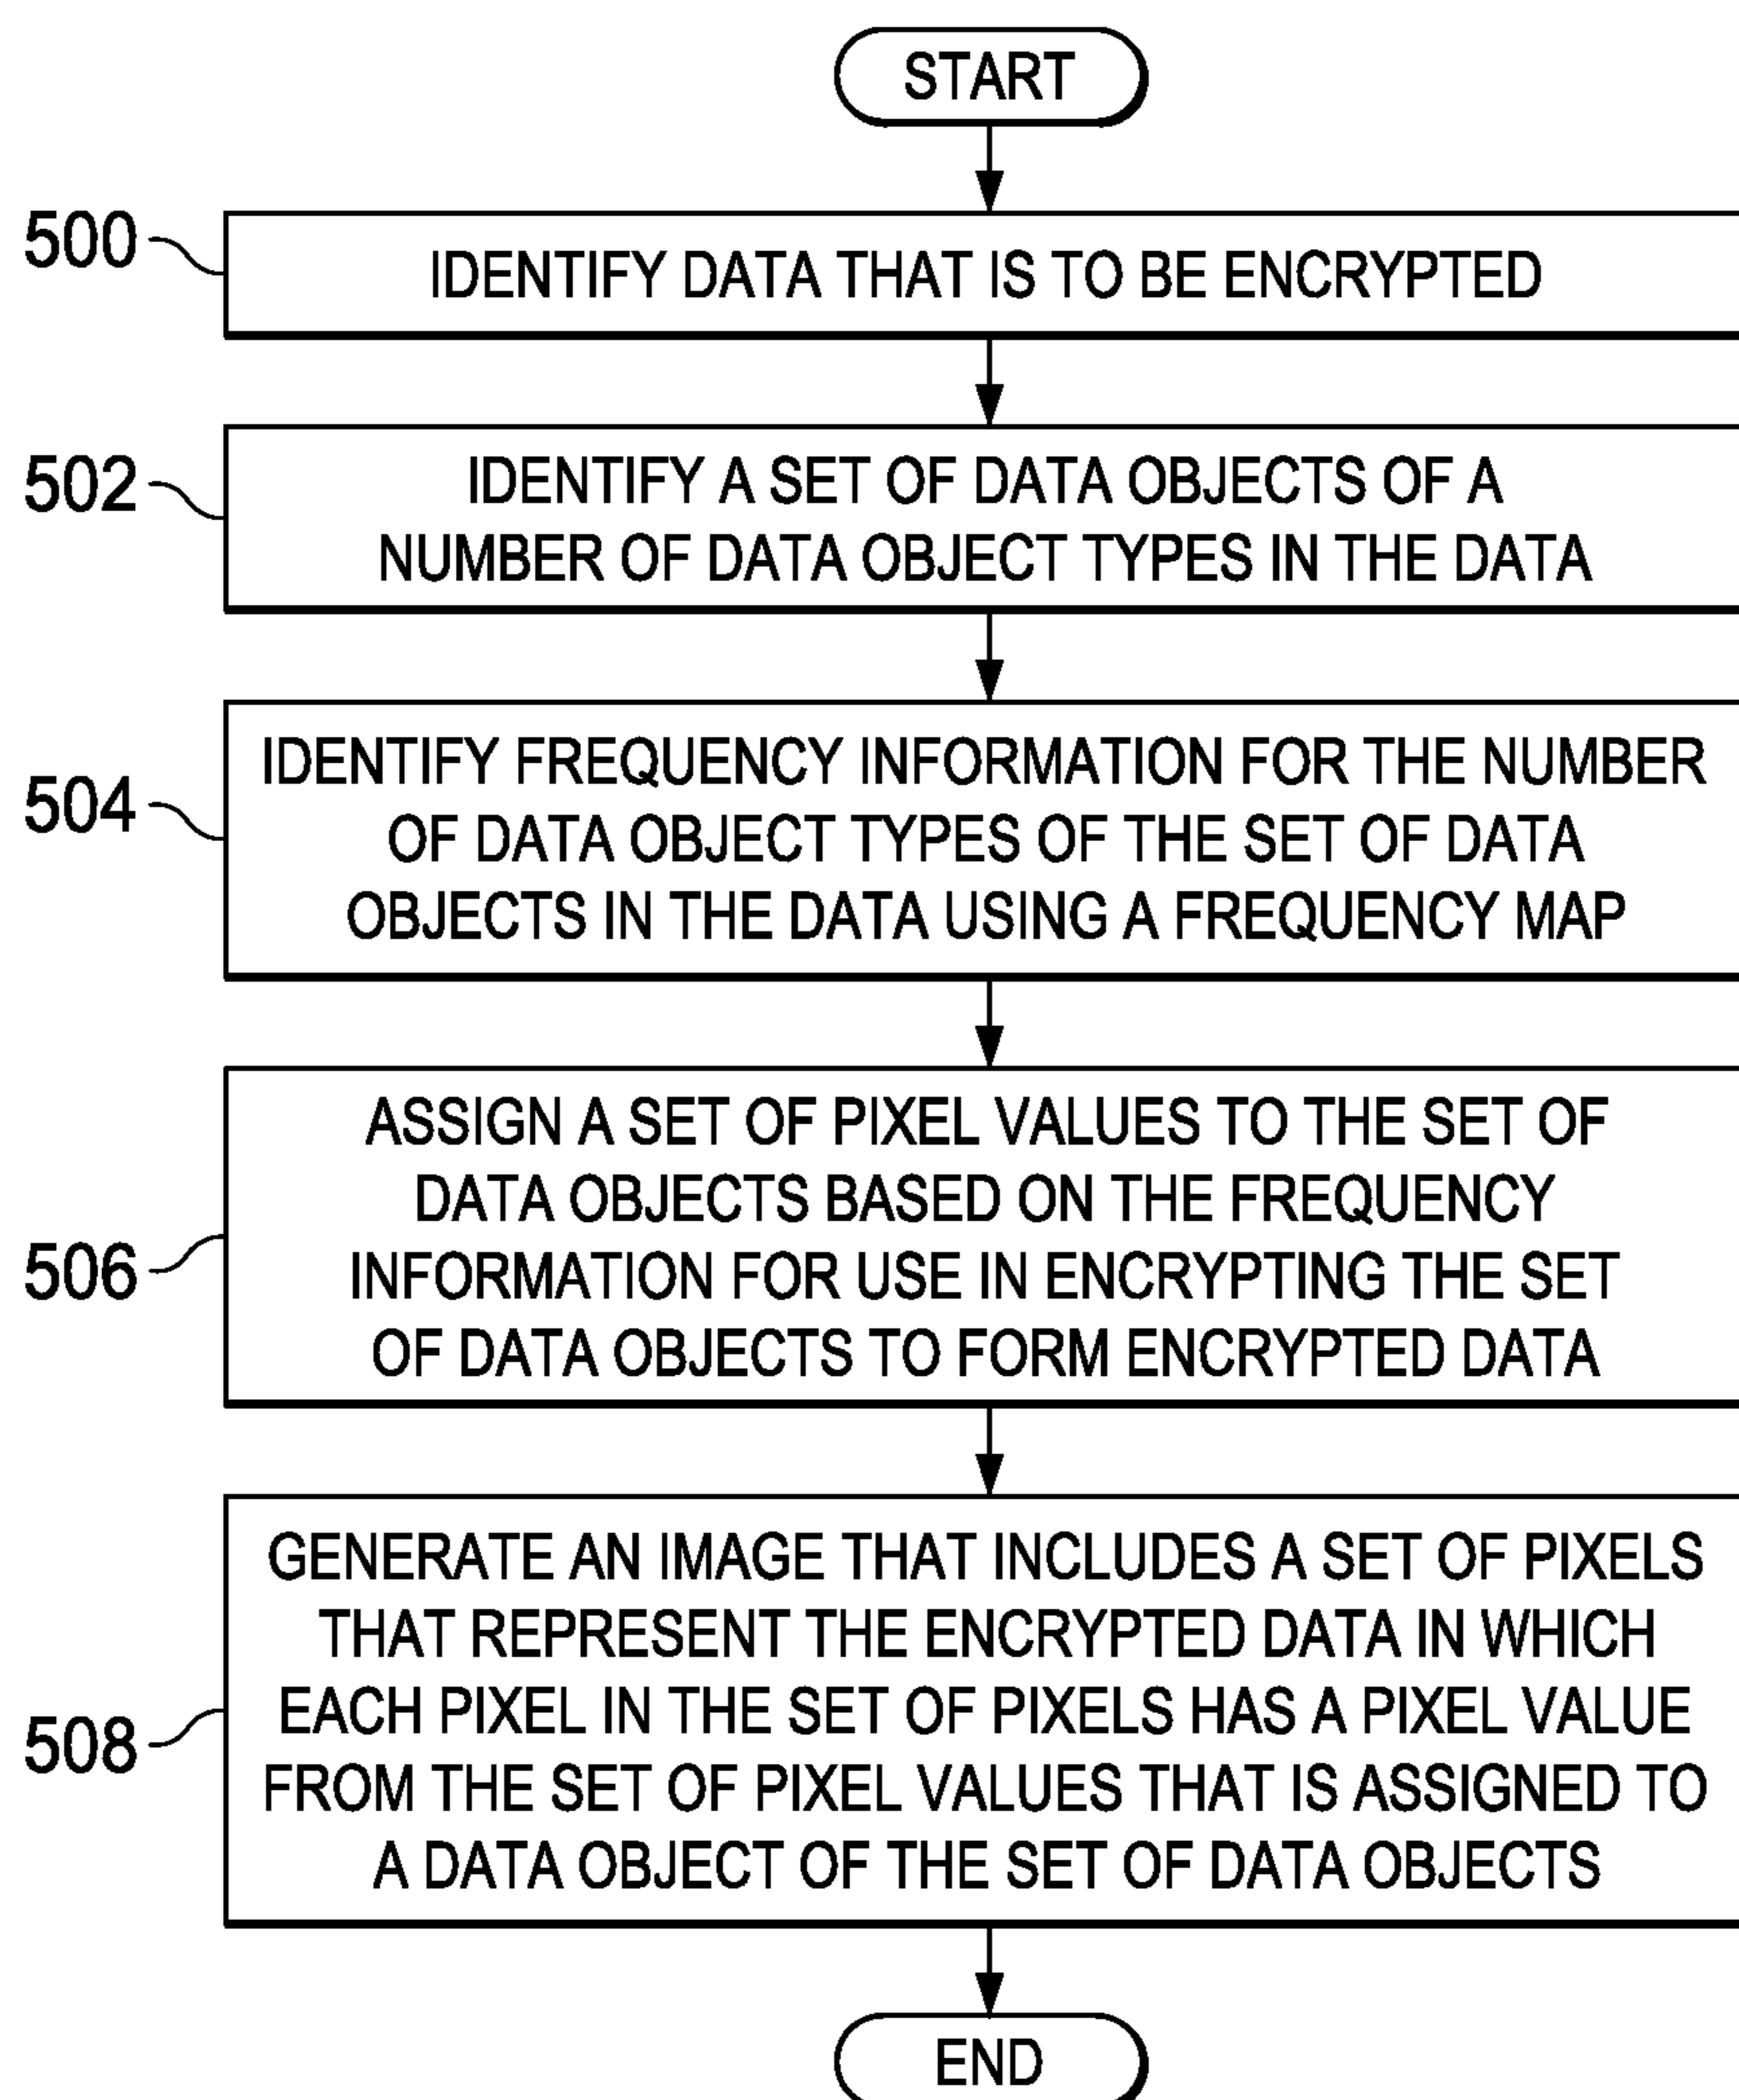 START
500
IDENTIFY DATA THAT IS TO BE ENCRYPTED
502
IDENTIFY A SET OF DATA OBJECTS OF A
NUMBER OF DATA OBJECT TYPES IN THE DATA
504
IDENTIFY FREQUENCY INFORMATION FOR THE NUMBER
OF DATA OBJECT TYPES OF THE SET OF DATA
OBJECTS IN THE DATA USING A FREQUENCY MAP
506
ASSIGN A SET OF PIXEL VALUES TO THE SET OF
DATA OBJECTS BASED ON THE FREQUENCY
INFORMATION FOR USE IN ENCRYPTING THE SET
OF DATA OBJECTS TO FORM ENCRYPTED DATA
508
GENERATE AN IMAGE THAT INCLUDES A SET OF PIXELS
THAT REPRESENT THE ENCRYPTED DATA IN WHICH
EACH PIXEL IN THE SET OF PIXELS HAS A PIXEL VALUE
FROM THE SET OF PIXEL VALUES THAT IS ASSIGNED TO
A DATA OBJECT OF THE SET OF DATA OBJECTS
END